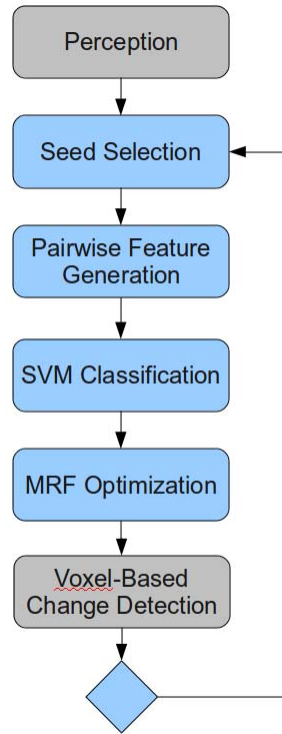 Perception
Seed Selection
Pairwise Feature
Generation
SVM Classification
MRF Optimization
Voxel-Based
Change Detection